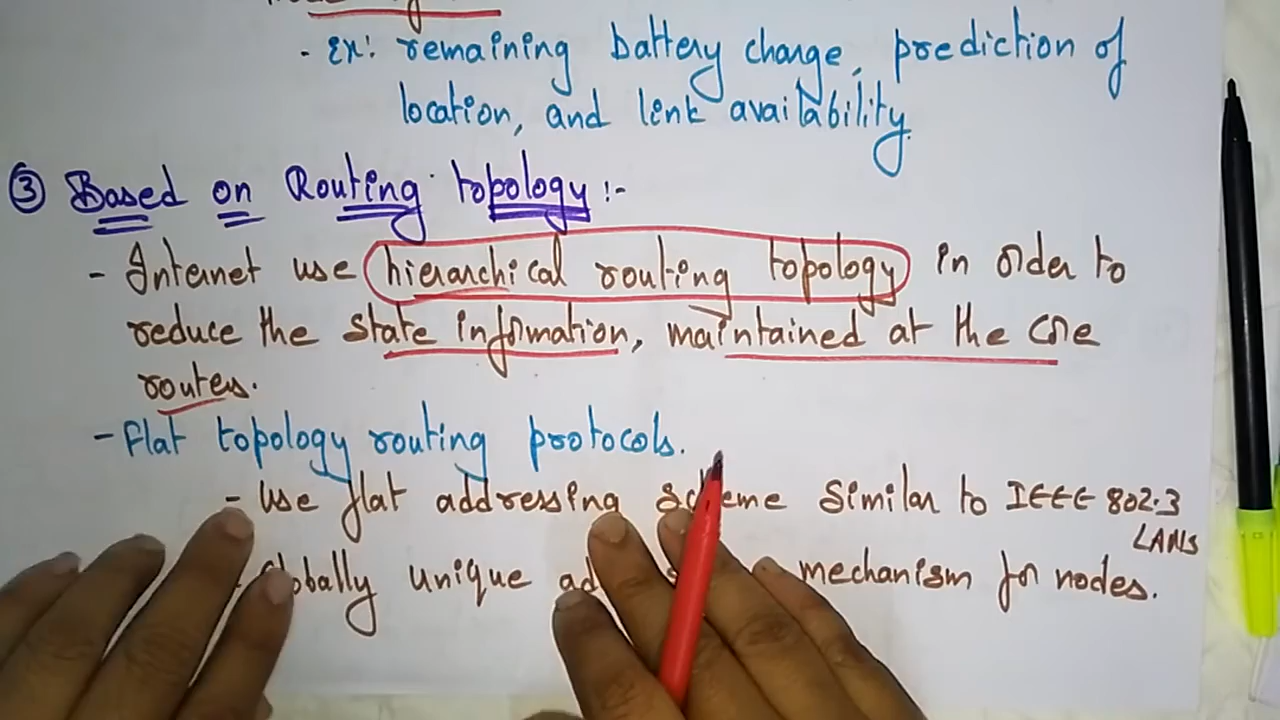 - Ex: remaining battery change, prediction of
location, and link availability.
③ Based on Routing topology :-
- Internet use hierarchical routing topology in order to
reduce the state information, maintained at the core
routes.
- Flat topology routing protocols.
- Use flat addressing scheme similar to IEEE 802.3
LANs
- Globally unique mechanism for nodes.